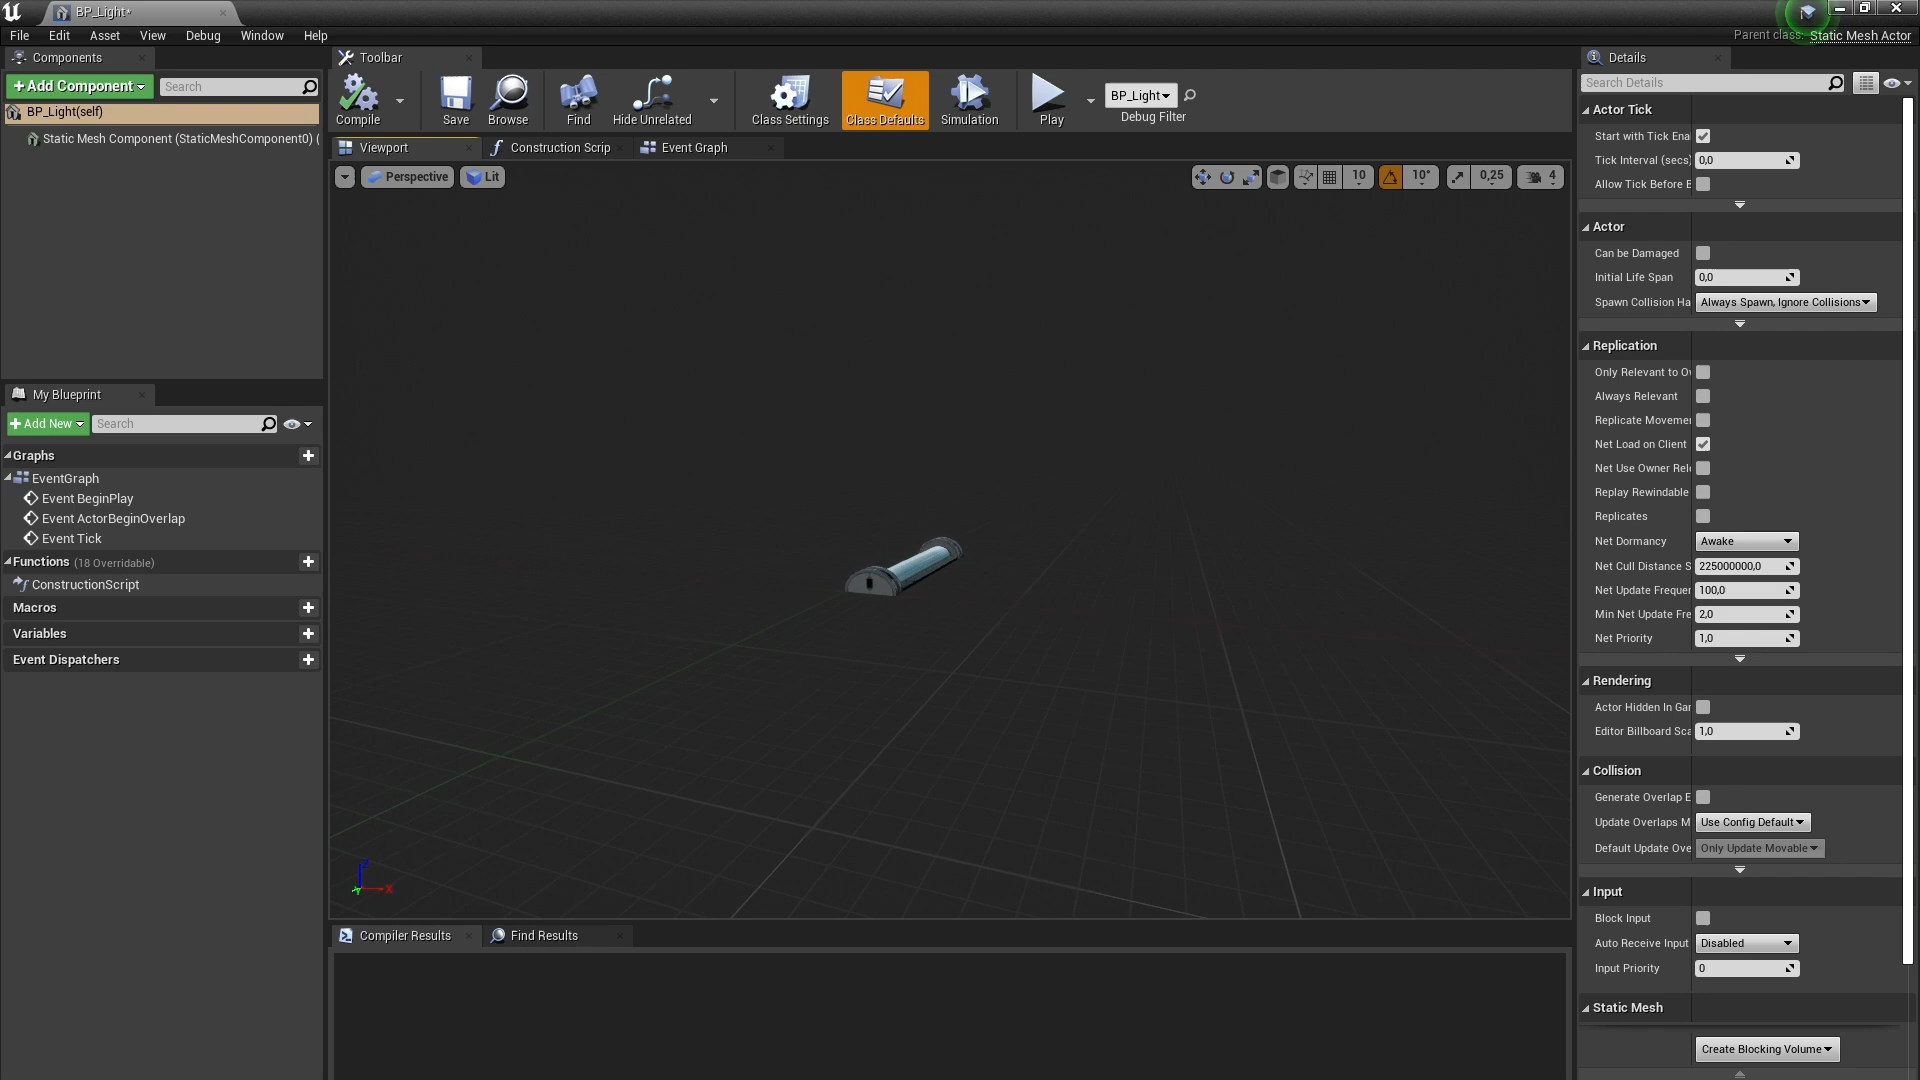 BP_Light*
File Edit Asset View Debug Window Help
Parent class: Static Mesh Actor
Components
+ Add Component
Search
BP_Light(self)
Static Mesh Component (StaticMeshComponent0) (
My Blueprint
+ Add New
Search
Graphs
EventGraph
Event BeginPlay
Event ActorBeginOverlap
Event Tick
Functions (18 Overridable)
ConstructionScript
Macros
Variables
Event Dispatchers
Toolbar
Compile
Save
Browse
Find
Hide Unrelated
Class Settings
Class Defaults
Simulation
Play
BP_Light
Debug Filter
Viewport
Construction Scrip
Event Graph
Perspective
Lit
10
10°
0,25
4
Z
X
Y
Compiler Results
Find Results
Details
Search Details
Actor Tick
Start with Tick Ena
Tick Interval (secs) 0,0
Allow Tick Before B
Actor
Can be Damaged
Initial Life Span 0,0
Spawn Collision Ha Always Spawn, Ignore Collisions
Replication
Only Relevant to Ov
Always Relevant
Replicate Movemen
Net Load on Client
Net Use Owner Rele
Replay Rewindable
Replicates
Net Dormancy Awake
Net Cull Distance S 225000000,0
Net Update Frequen 100,0
Min Net Update Fre 2,0
Net Priority 1,0
Rendering
Actor Hidden In Gam
Editor Billboard Sca 1,0
Collision
Generate Overlap E
Update Overlaps M Use Config Default
Default Update Ove Only Update Movable
Input
Block Input
Auto Receive Input Disabled
Input Priority 0
Static Mesh
Create Blocking Volume